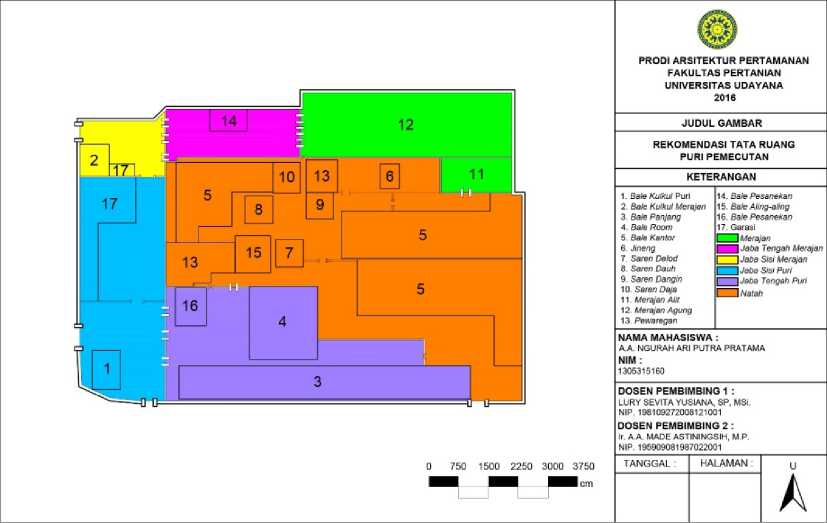 14
12
2
17
17
5
10
13
6
11
9
8
5
13
15
7
5
16
4
1
3
0 750 1500 2250 3000 3750
cm
PRODI ARSITEKTUR PERTAMANAN
FAKULTAS PERTANIAN
UNIVERSITAS UDAYANA
2016
JUDUL GAMBAR
REKOMENDASI TATA RUANG
PURI PEMECUTAN
KETERANGAN
1. Bale Kulkul Puri
2. Bale Kulkul Merajan
3. Bale Panjang
4. Bale Room
5. Bale Kantor
6. Jineng
7. Saren Delod
8. Saren Dauh
9. Saren Dangin
10. Saren Daja
11. Merajan Alit
12. Merajan Agung
13. Pewaregan
14. Bale Pesanekan
15. Bale Aling-aling
16. Bale Pesanekan
17. Garasi
Merajan
Jaba Tengah Merajan
Jaba Sisi Merajan
Jaba Sisi Puri
Jaba Tengah Puri
Natah
NAMA MAHASISWA :
A.A. NGURAH ARI PUTRA PRATAMA
NIM :
1305315160
DOSEN PEMBIMBING 1 :
LURY SEVITA YUSIANA, SP, MSi.
NIP. 198109272008121001
DOSEN PEMBIMBING 2 :
Ir. A.A. MADE ASTININGSIH, M.P.
NIP. 195909081987022001
TANGGAL : HALAMAN : U